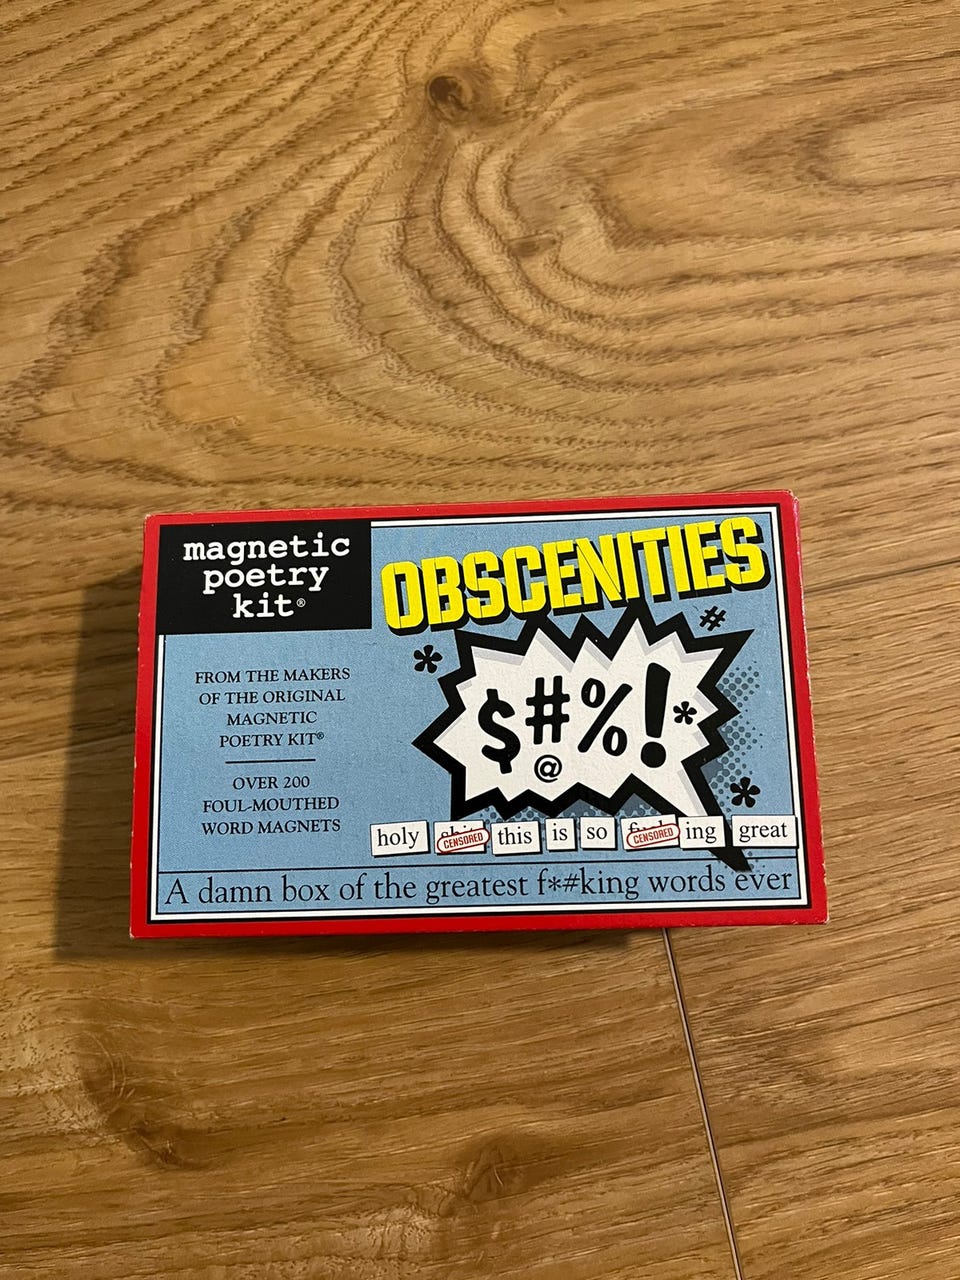 magnetic
poetry
kit®
OBSCENITIES
FROM THE MAKERS
OF THE ORIGINAL
MAGNETIC
POETRY KIT®
OVER 200
FOUL-MOUTHED
WORD MAGNETS
* #
$#%!*
@
*
holy CENSORED this is so CENSORED ing great
A damn box of the greatest f*#king words ever